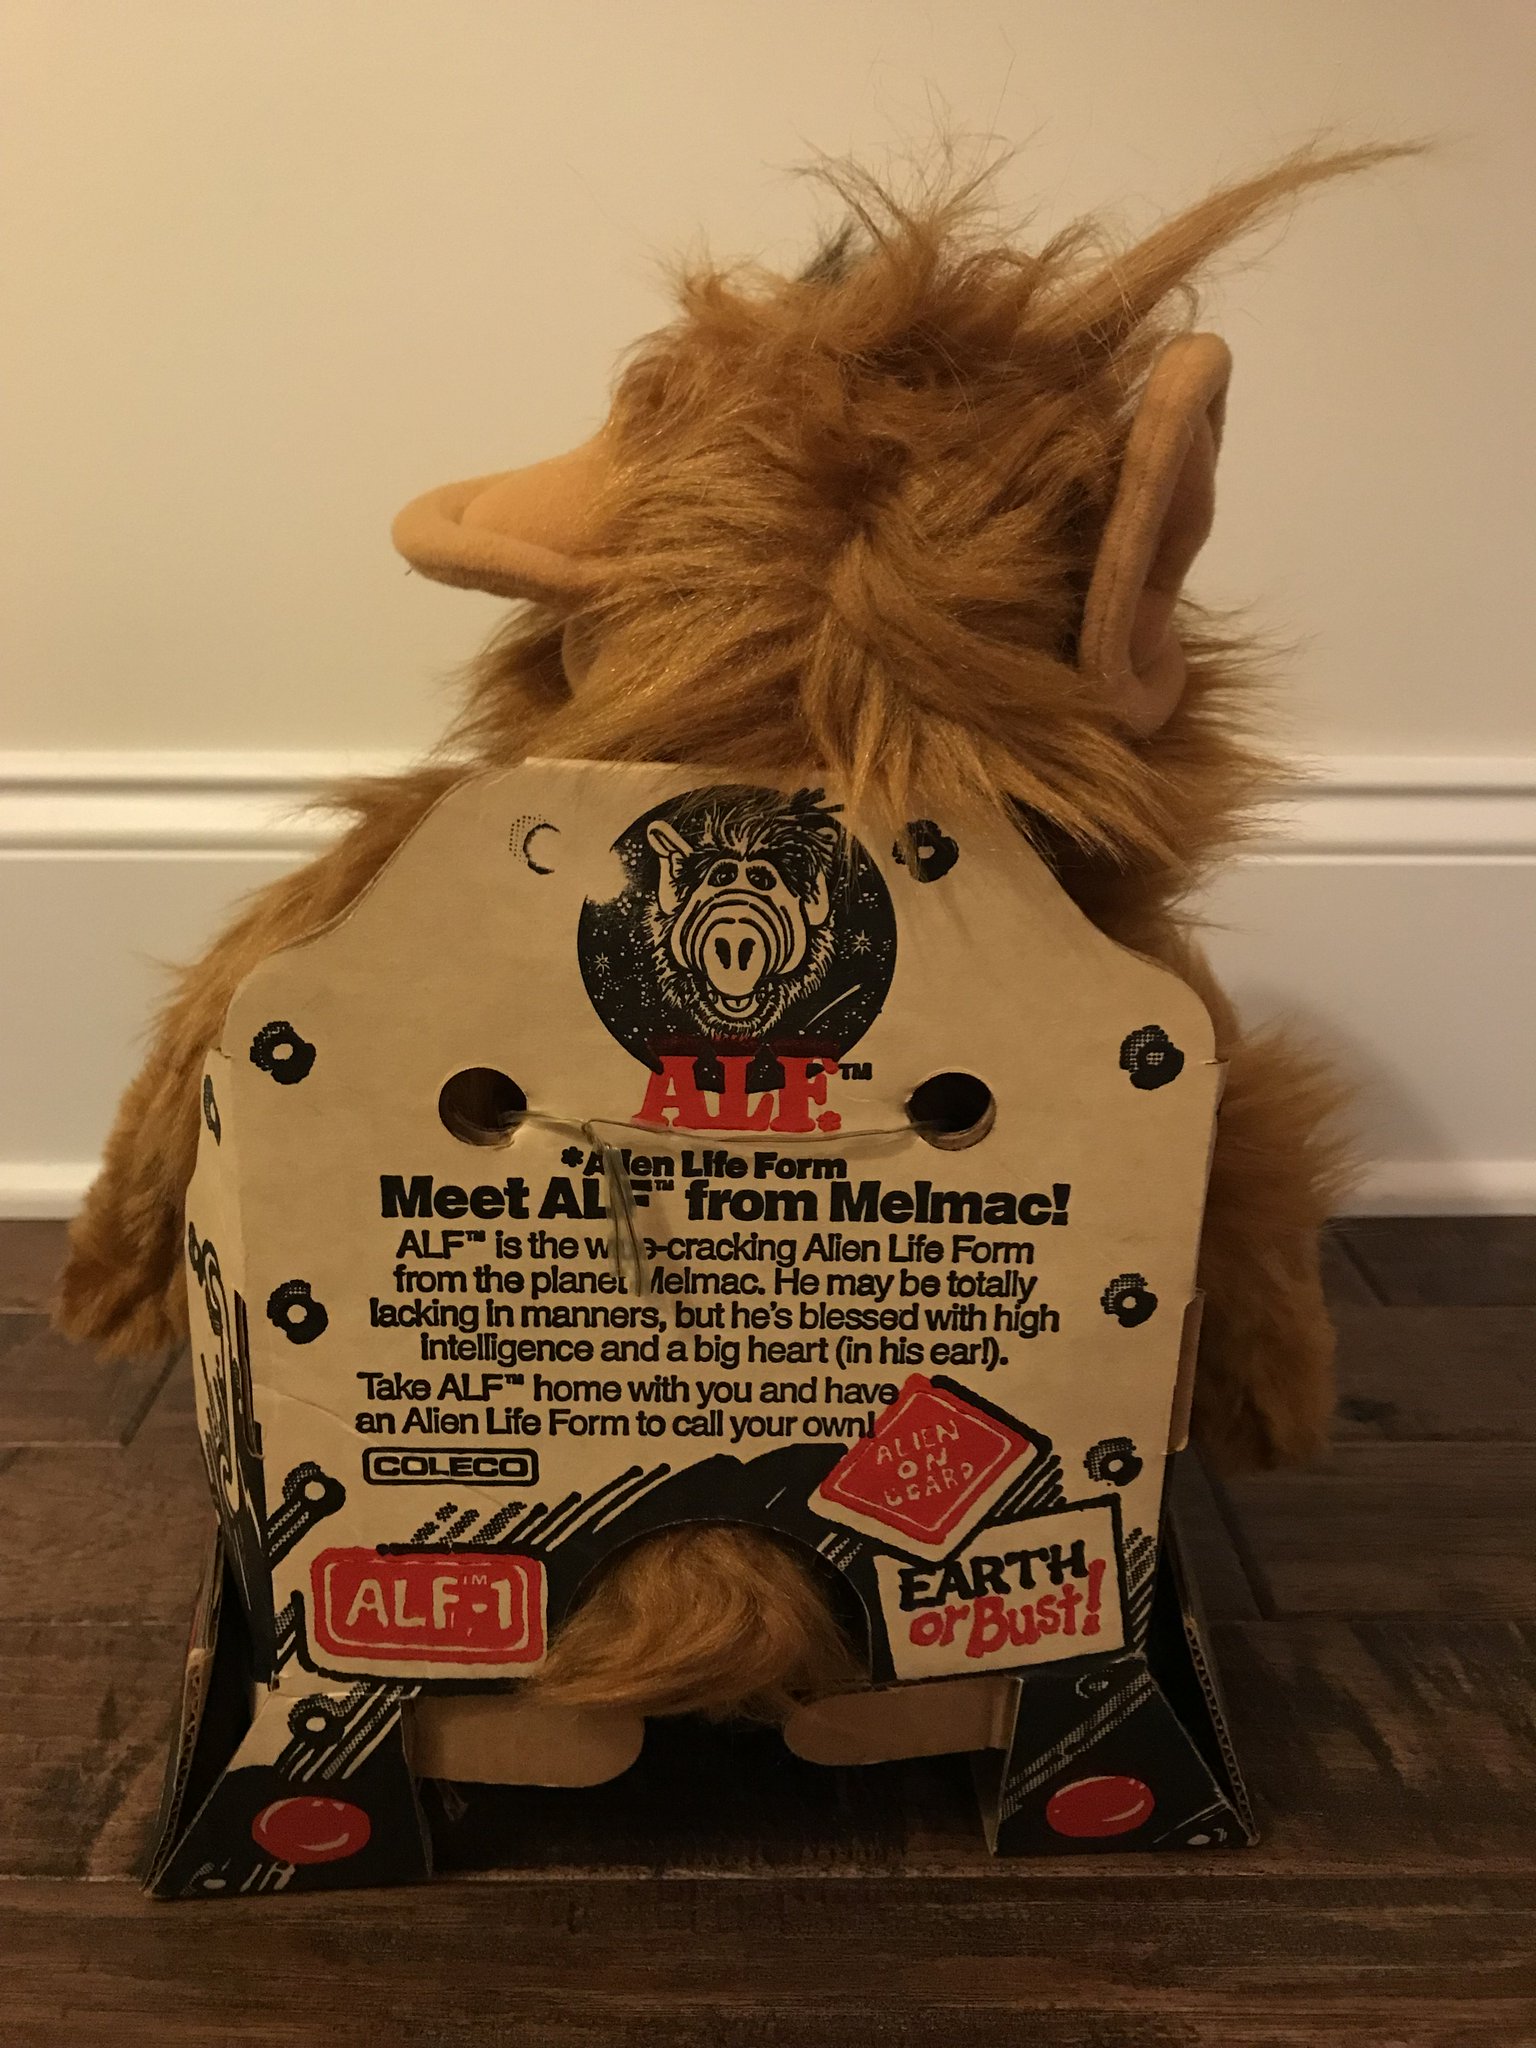 ALF*™
*Alien Life Form
Meet ALF™ from Melmac!
ALF™ is the wise-cracking Alien Life Form
from the planet Melmac. He may be totally
lacking in manners, but he's blessed with high
intelligence and a big heart (in his ear!).
Take ALF™ home with you and have
an Alien Life Form to call your own!
COLECO
ALIEN
ON
BOARD
ALF™-1
EARTH
or Bust!